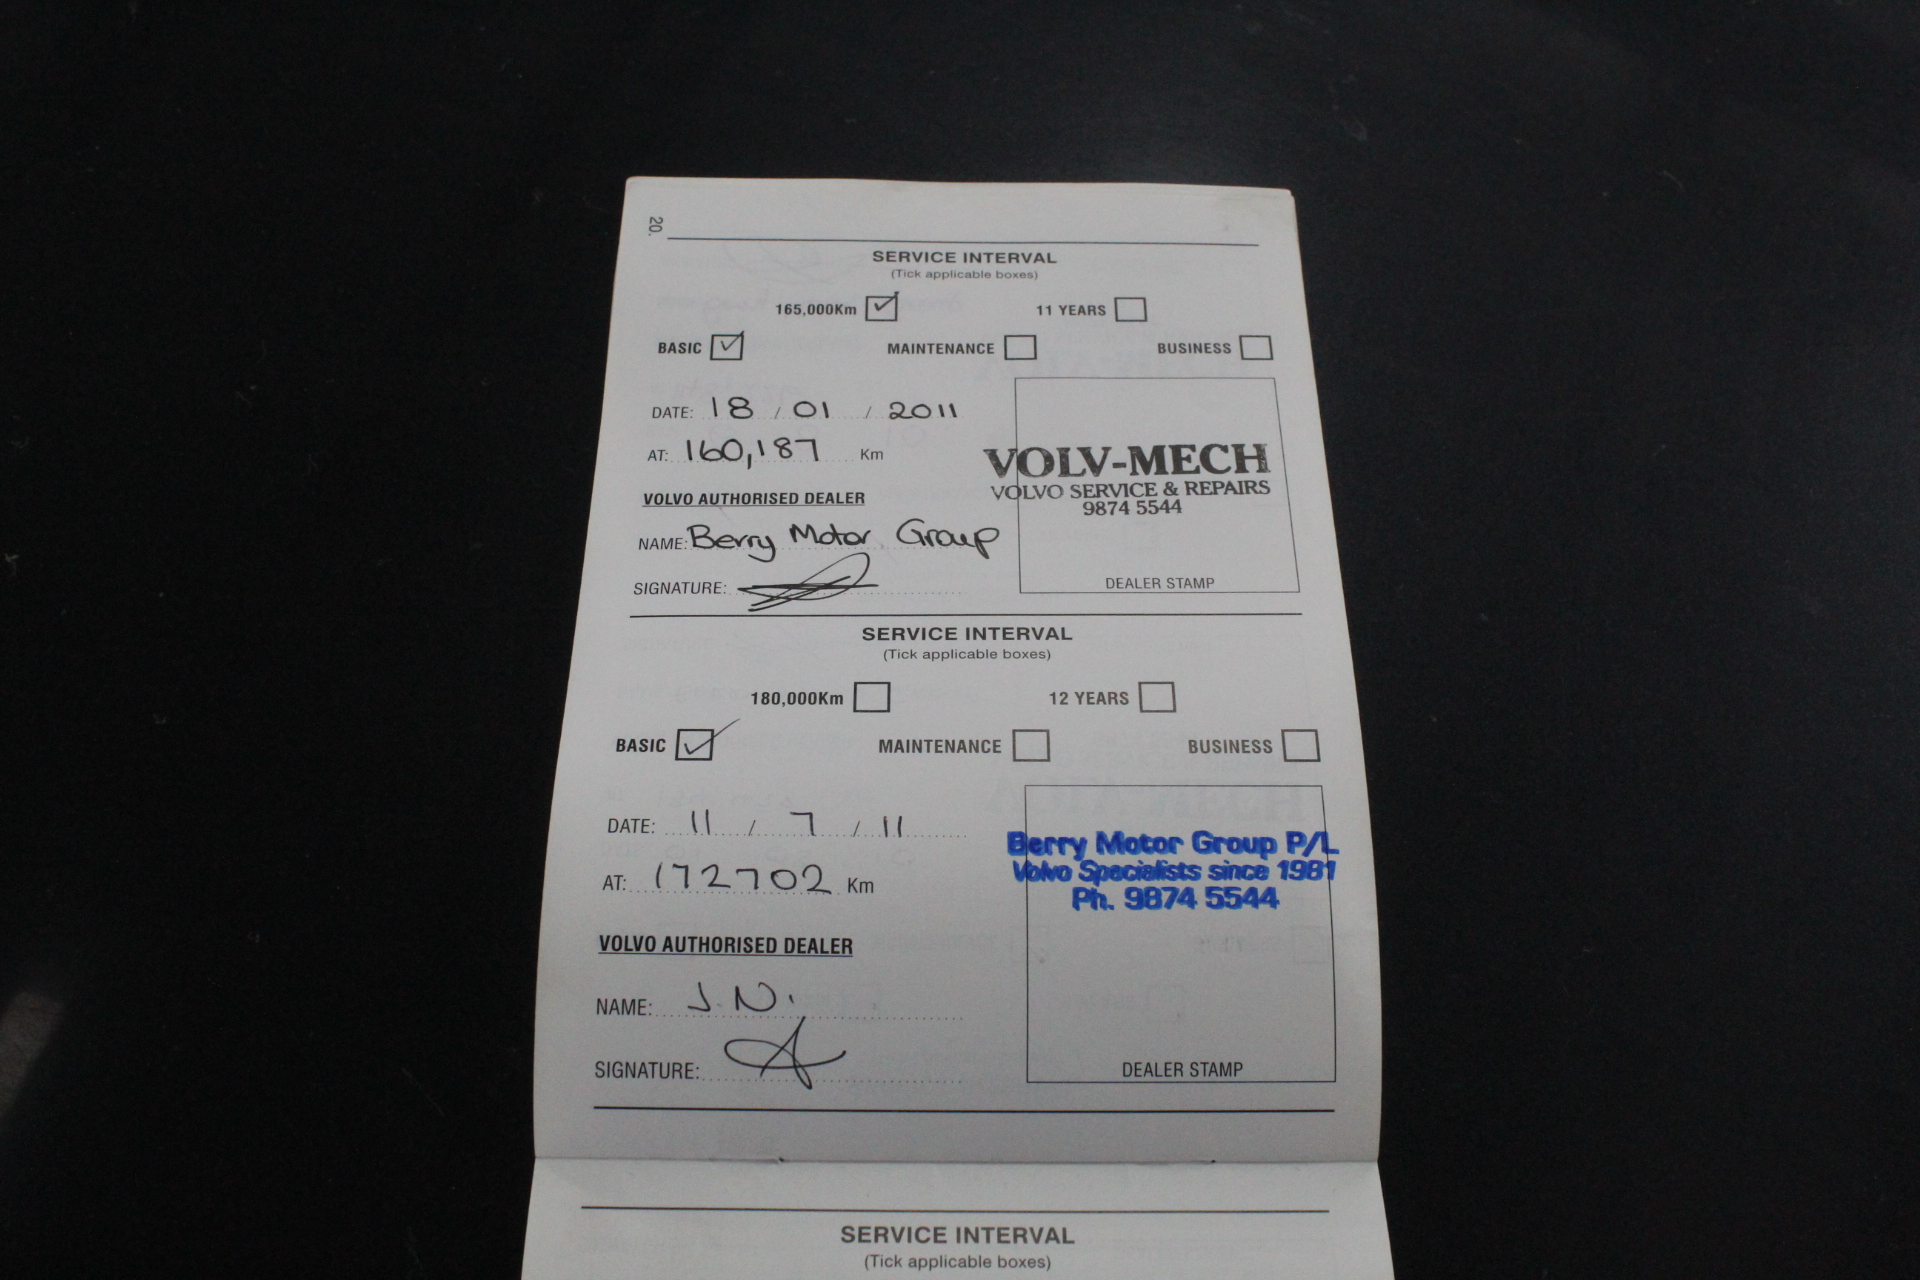 20.
SERVICE INTERVAL
(Tick applicable boxes)
165,000Km 11 YEARS
BASIC MAINTENANCE BUSINESS
DATE: 18 / 01 / 2011
AT: 160,187 Km
VOLV-MECH
VOLVO SERVICE & REPAIRS
9874 5544
VOLVO AUTHORISED DEALER
NAME: Berry Motor Group
SIGNATURE:
DEALER STAMP
SERVICE INTERVAL
(Tick applicable boxes)
180,000Km 12 YEARS
BASIC MAINTENANCE BUSINESS
DATE: 11 / 7 / 11
AT: 172702 Km
Berry Motor Group P/L
Volvo Specialists since 1981
Ph. 9874 5544
VOLVO AUTHORISED DEALER
NAME: J.N.
SIGNATURE:
DEALER STAMP
SERVICE INTERVAL
(Tick applicable boxes)